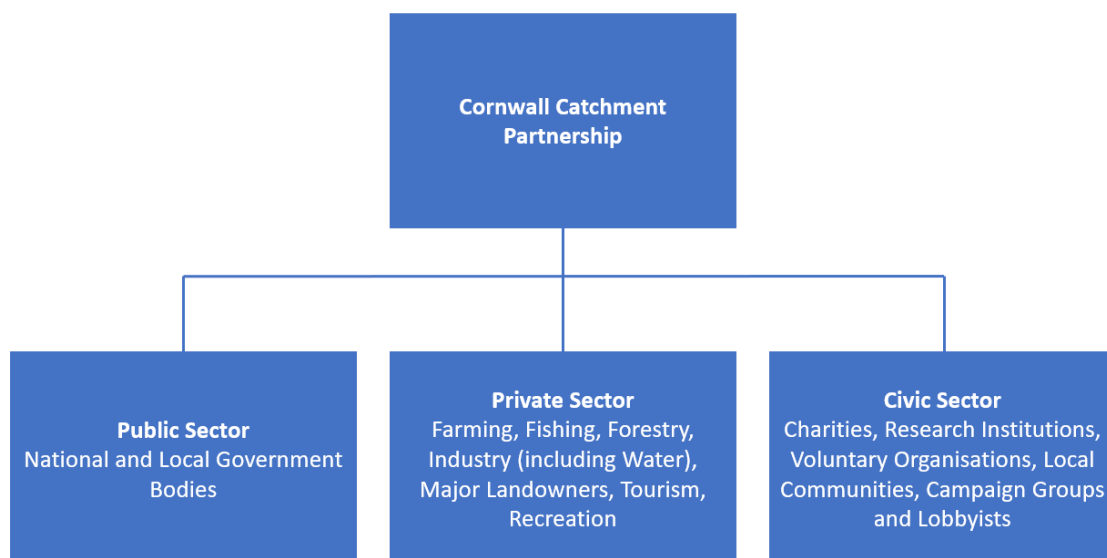 Cornwall Catchment
Partnership
Public Sector
National and Local Government
Bodies
Private Sector
Farming, Fishing, Forestry,
Industry (including Water),
Major Landowners, Tourism,
Recreation
Civic Sector
Charities, Research Institutions,
Voluntary Organisations, Local
Communities, Campaign Groups
and Lobbyists